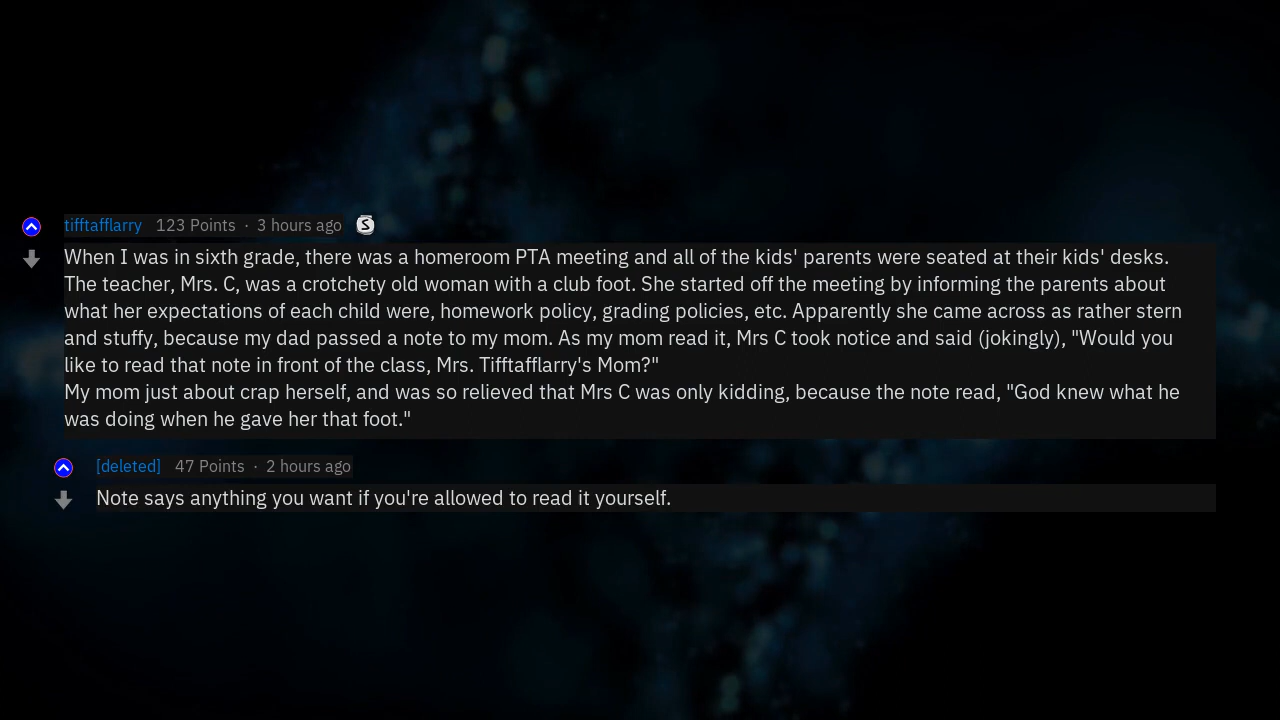 tifftafflarry 123 Points · 3 hours ago S
When I was in sixth grade, there was a homeroom PTA meeting and all of the kids' parents were seated at their kids' desks.
The teacher, Mrs. C, was a crotchety old woman with a club foot. She started off the meeting by informing the parents about
what her expectations of each child were, homework policy, grading policies, etc. Apparently she came across as rather stern
and stuffy, because my dad passed a note to my mom. As my mom read it, Mrs C took notice and said (jokingly), "Would you
like to read that note in front of the class, Mrs. Tifftafflarry's Mom?"
My mom just about crap herself, and was so relieved that Mrs C was only kidding, because the note read, "God knew what he
was doing when he gave her that foot."
[deleted] 47 Points · 2 hours ago
Note says anything you want if you're allowed to read it yourself.